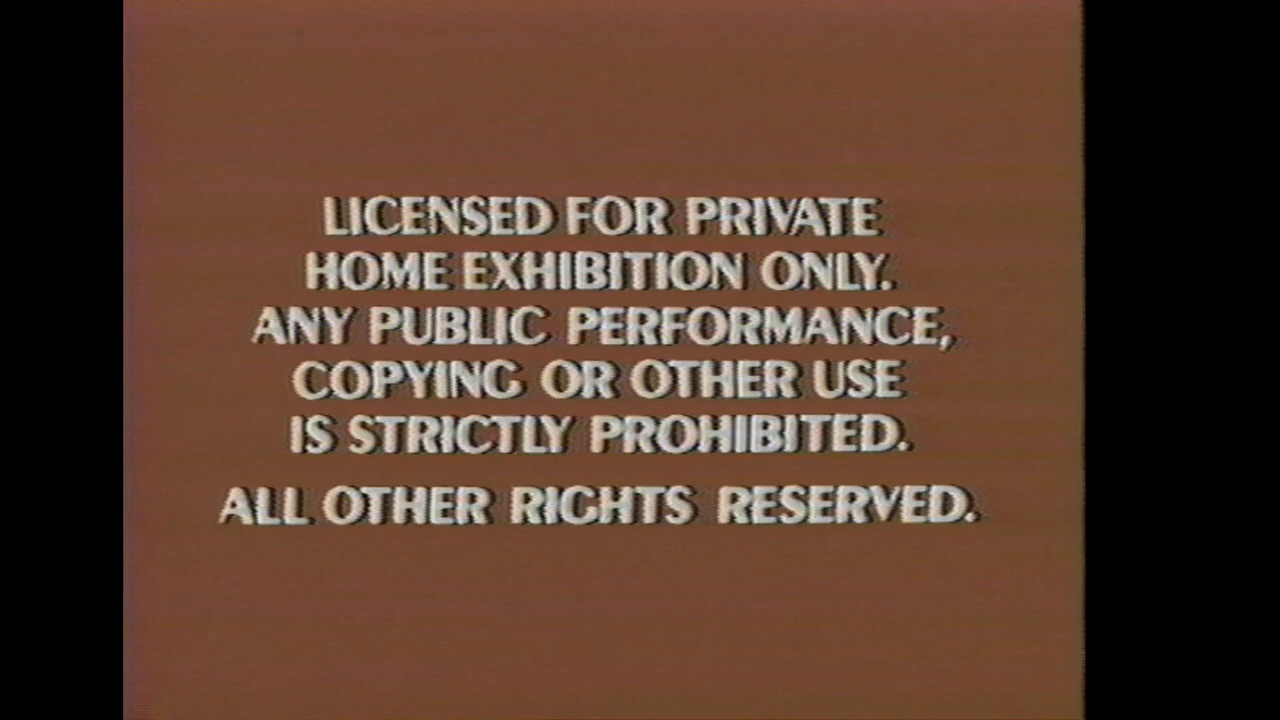 LICENSED FOR PRIVATE
HOME EXHIBITION ONLY.
ANY PUBLIC PERFORMANCE,
COPYING OR OTHER USE
IS STRICTLY PROHIBITED.
ALL OTHER RIGHTS RESERVED.